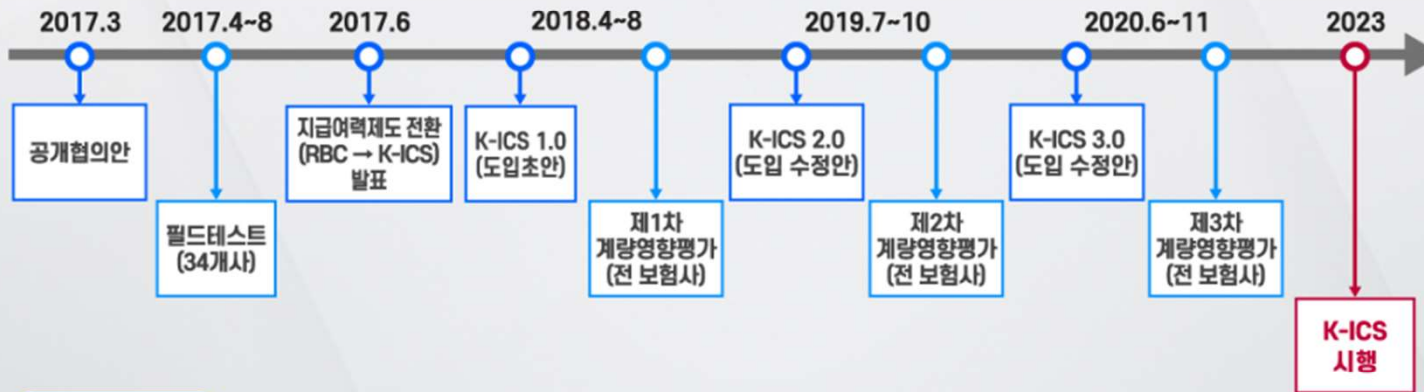 2017.3
2017.4~8
2017.6
2018.4~8
2019.7~10
2020.6~11
2023
공개협의안
필드테스트
(34개사)
지급여력제도 전환
(RBC → K-ICS)
발표
K-ICS 1.0
(도입초안)
제1차
계량영향평가
(전 보험사)
K-ICS 2.0
(도입 수정안)
제2차
계량영향평가
(전 보험사)
K-ICS 3.0
(도입 수정안)
제3차
계량영향평가
(전 보험사)
K-ICS
시행